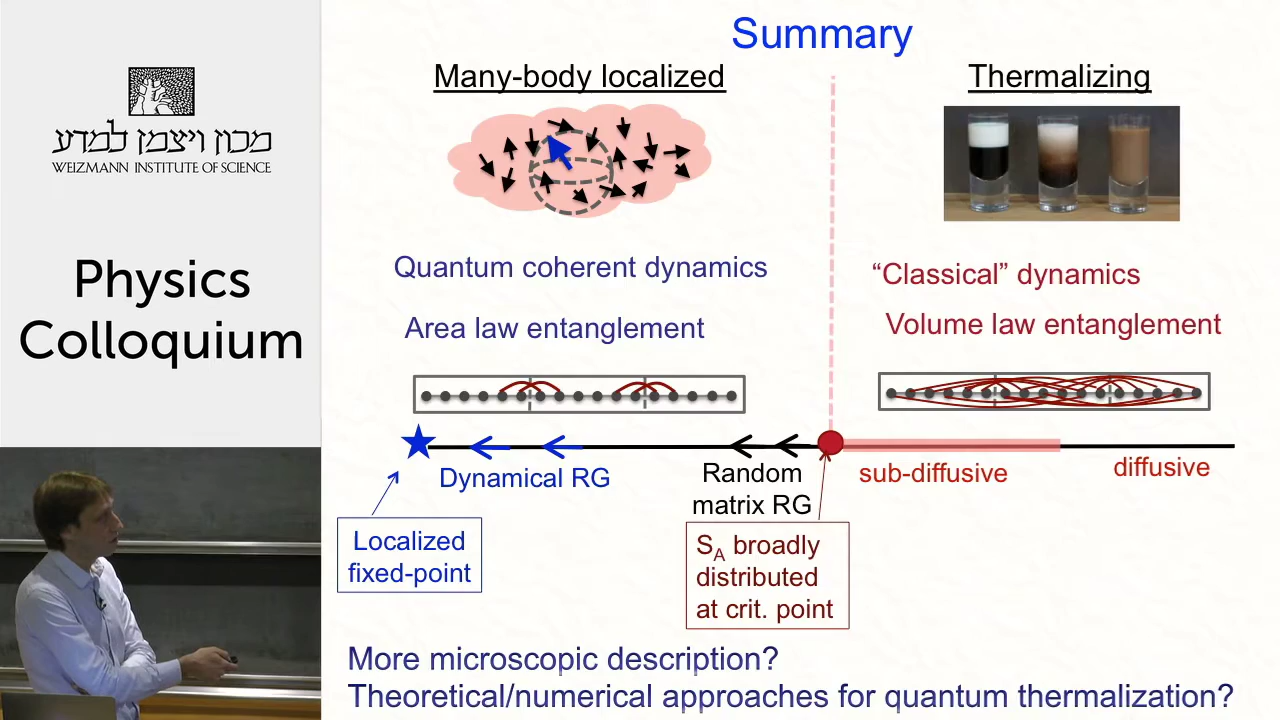 מכון ויצמן למדע
WEIZMANN INSTITUTE OF SCIENCE
Physics
Colloquium
Summary
Many-body localized
Thermalizing
Quantum coherent dynamics
“Classical” dynamics
Area law entanglement
Volume law entanglement
Dynamical RG
Random
matrix RG
sub-diffusive
diffusive
Localized
fixed-point
S_A broadly
distributed
at crit. point
More microscopic description?
Theoretical/numerical approaches for quantum thermalization?